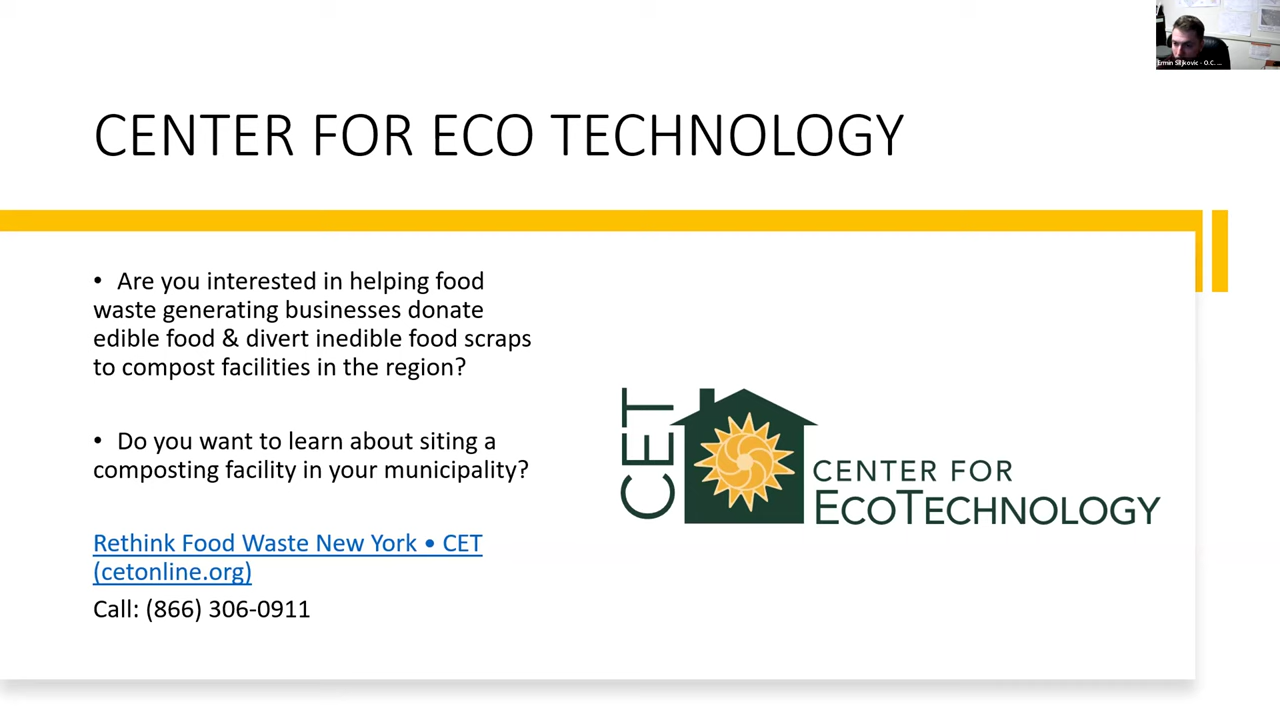 Ermin Siljkovic - O.C. ...
CENTER FOR ECO TECHNOLOGY
• Are you interested in helping food
waste generating businesses donate
edible food & divert inedible food scraps
to compost facilities in the region?
• Do you want to learn about siting a
composting facility in your municipality?
Rethink Food Waste New York • CET
(cetonline.org)
Call: (866) 306-0911
CET
CENTER FOR
ECOTECHNOLOGY